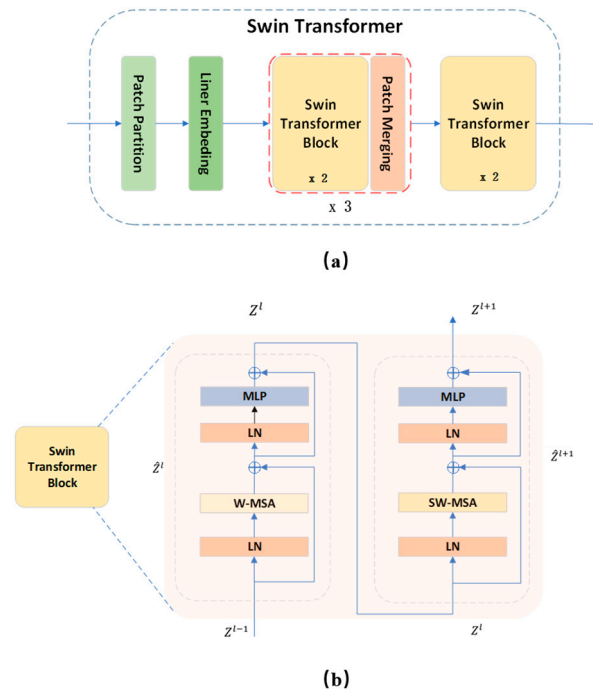 Swin Transformer
Patch Partition
Liner Embeding
Swin
Transformer
Block
x 2
Patch Merging
Swin
Transformer
Block
x 2
x 3
(a)
Z^l
Z^{l+1}
MLP
LN
W-MSA
LN
MLP
LN
SW-MSA
LN
Swin
Transformer
Block
Ẑ^l
Ẑ^{l+1}
Z^{l-1}
Z^l
(b)